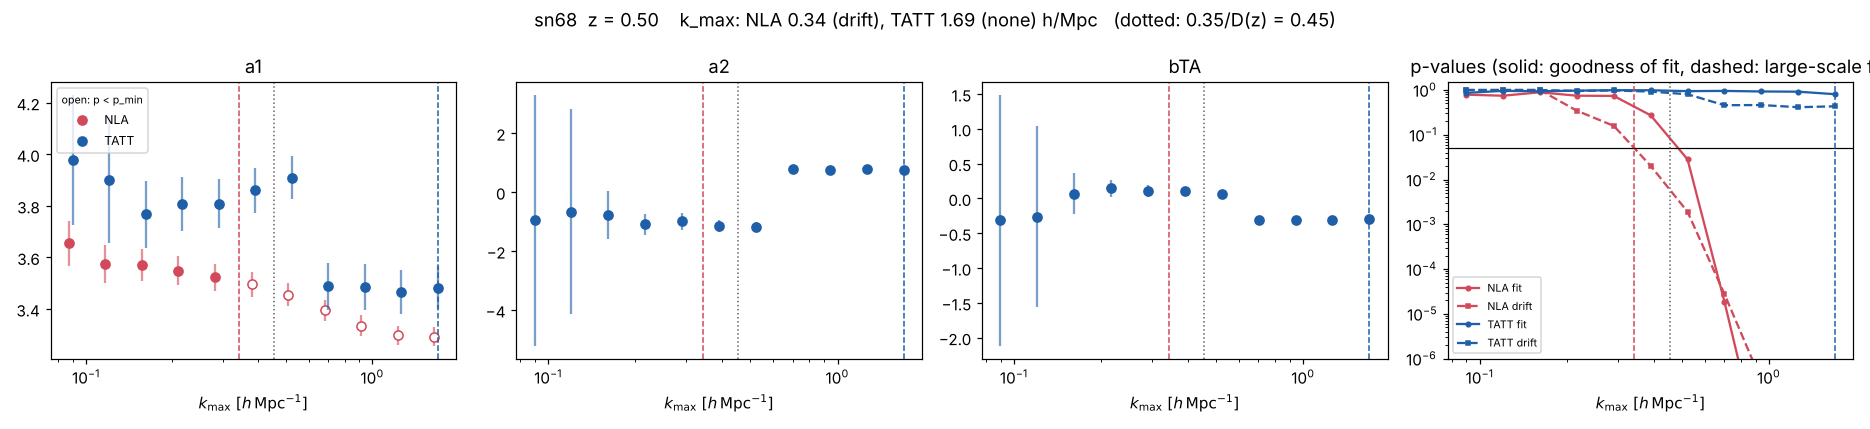 sn68  z = 0.50    k_max: NLA 0.34 (drift), TATT 1.69 (none) h/Mpc   (dotted: 0.35/D(z) = 0.45)
a1
open: p < p_min
NLA
TATT
4.2
4.0
3.8
3.6
3.4
10⁻¹
10⁰
k_max [h Mpc⁻¹]
a2
2
0
−2
−4
10⁻¹
10⁰
k_max [h Mpc⁻¹]
bTA
1.5
1.0
0.5
0.0
−0.5
−1.0
−1.5
−2.0
10⁻¹
10⁰
k_max [h Mpc⁻¹]
p-values (solid: goodness of fit, dashed: large-scale
10⁰
10⁻¹
10⁻²
10⁻³
10⁻⁴
10⁻⁵
10⁻⁶
NLA fit
NLA drift
TATT fit
TATT drift
10⁻¹
10⁰
k_max [h Mpc⁻¹]